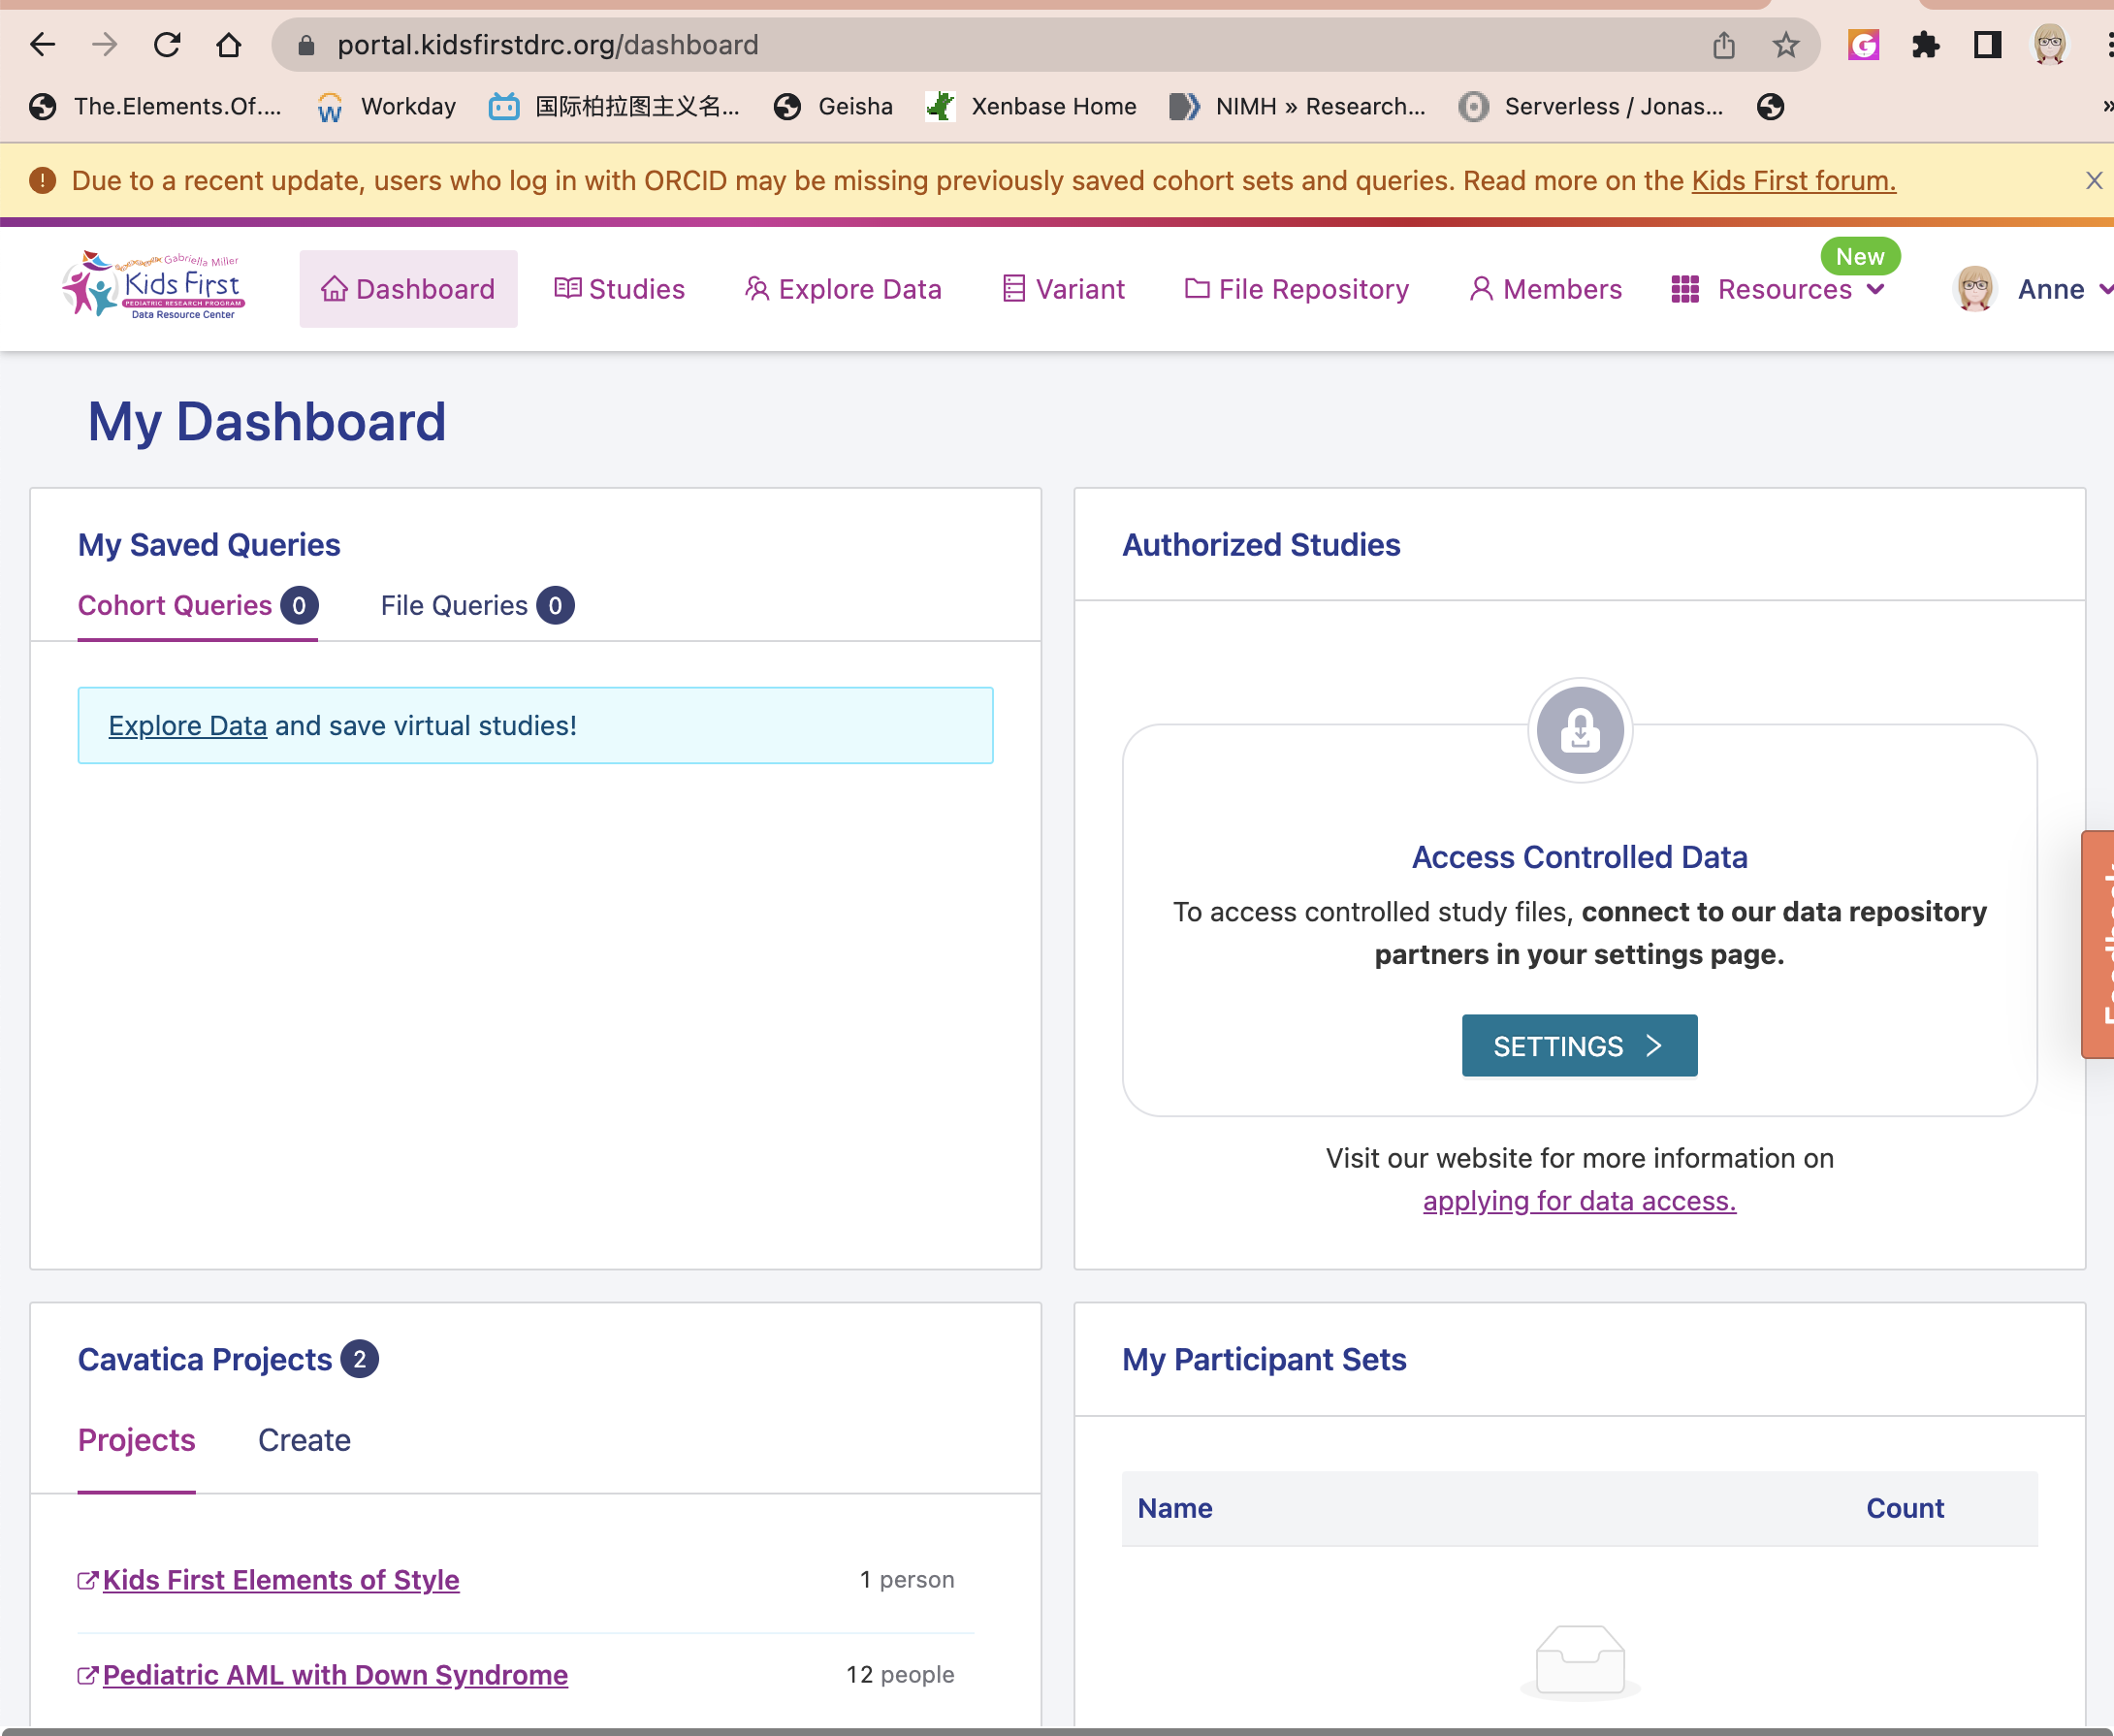 portal.kidsfirstdrc.org/dashboard
The.Elements.Of.... Workday 国际柏拉图主义名... Geisha Xenbase Home NIMH » Research... Serverless / Jonas... »
Due to a recent update, users who log in with ORCID may be missing previously saved cohort sets and queries. Read more on the Kids First forum.
Gabriella Miller
Kids First
PEDIATRIC RESEARCH PROGRAM
Data Resource Center
Dashboard Studies Explore Data Variant File Repository Members Resources New Anne
My Dashboard
My Saved Queries
Cohort Queries 0 File Queries 0
Explore Data and save virtual studies!
Authorized Studies
Access Controlled Data
To access controlled study files, connect to our data repository
partners in your settings page.
SETTINGS
Visit our website for more information on
applying for data access.
Feedback
Cavatica Projects 2
Projects Create
Kids First Elements of Style 1 person
Pediatric AML with Down Syndrome 12 people
My Participant Sets
Name Count